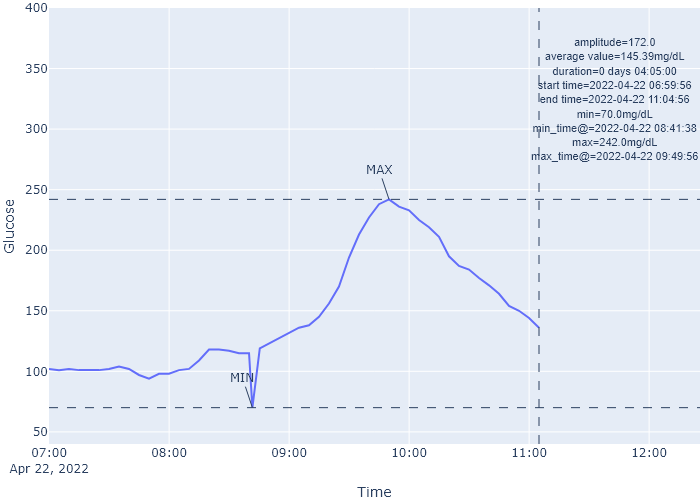 400
350
300
250
200
150
100
50
Glucose
MAX
MIN
amplitude=172.0
average value=145.39mg/dL
duration=0 days 04:05:00
start time=2022-04-22 06:59:56
end time=2022-04-22 11:04:56
min=70.0mg/dL
min_time@=2022-04-22 08:41:38
max=242.0mg/dL
max_time@=2022-04-22 09:49:56
07:00 08:00 09:00 10:00 11:00 12:00
Apr 22, 2022
Time